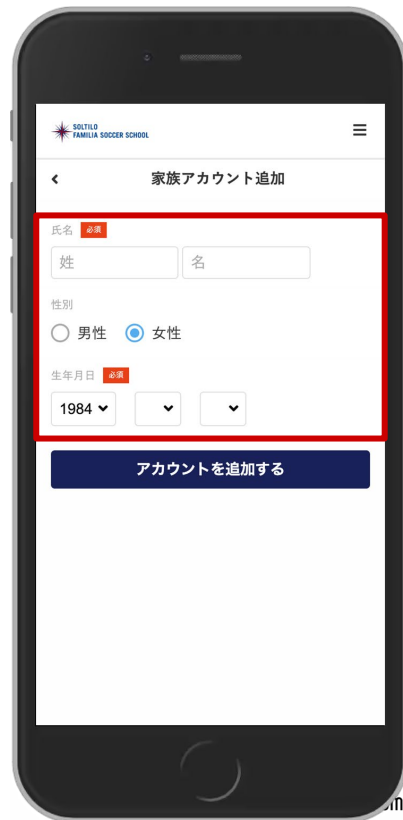 SOLTILO
FAMILIA SOCCER SCHOOL
家族アカウント追加
氏名 必須
姓 名
性別
男性 女性
生年月日 必須
1984
アカウントを追加する